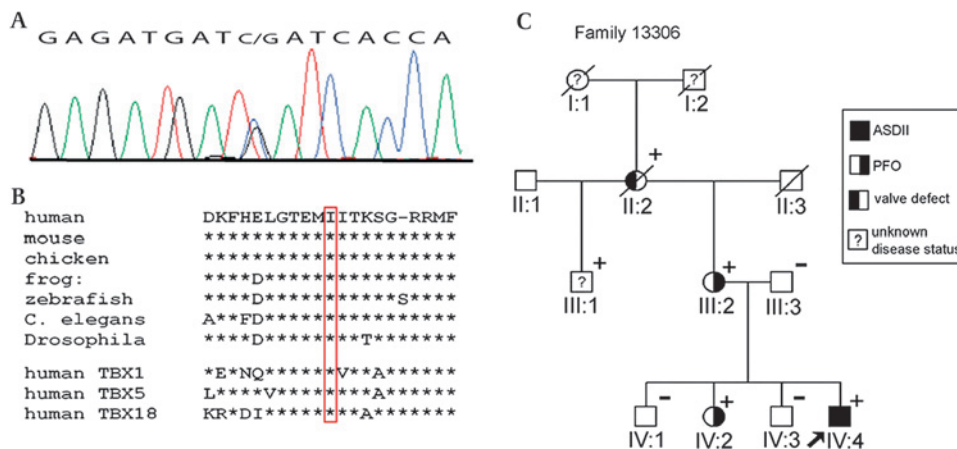 A
G A G A T G A T C/G A T C A C C A
B
human DKFHELGTEMIITKSG-RRMF
mouse *********************
chicken *********************
frog: ****D****************
zebrafish ****D***********S****
C. elegans A**FD****************
Drosophila ****D********K*******
human TBX1 *E*NQ******V**A******
human TBX5 L****L********A******
human TBX18 KR*DI********A*******
C
Family 13306
? ?
I:1 I:2
+
II:1 II:2 II:3
? + + -
III:1 III:2 III:3
- + - +
IV:1 IV:2 IV:3 IV:4
ASDII
PFO
valve defect
? unknown
disease status